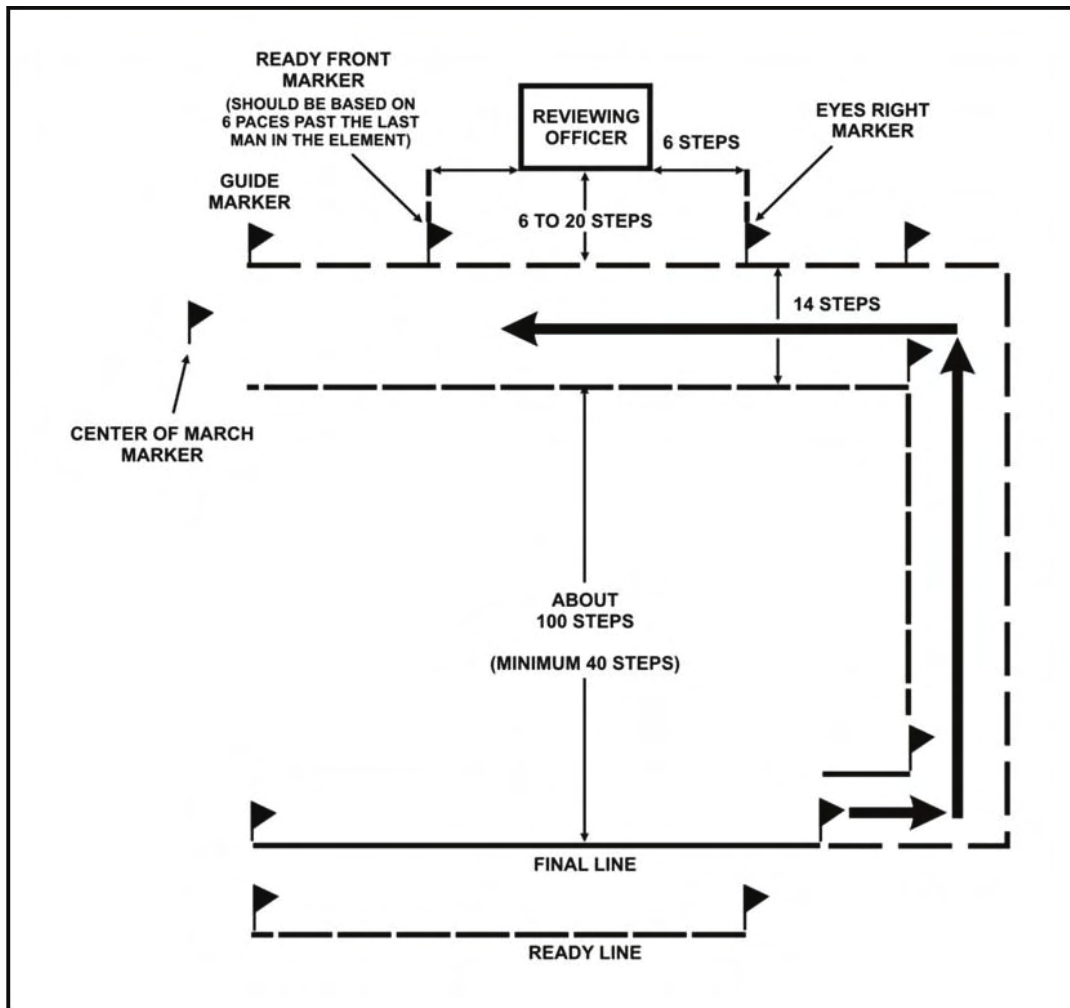 READY FRONT
MARKER
(SHOULD BE BASED ON
6 PACES PAST THE LAST
MAN IN THE ELEMENT)
REVIEWING
OFFICER
EYES RIGHT
MARKER
6 STEPS
GUIDE
MARKER
6 TO 20 STEPS
14 STEPS
CENTER OF MARCH
MARKER
ABOUT
100 STEPS
(MINIMUM 40 STEPS)
FINAL LINE
READY LINE